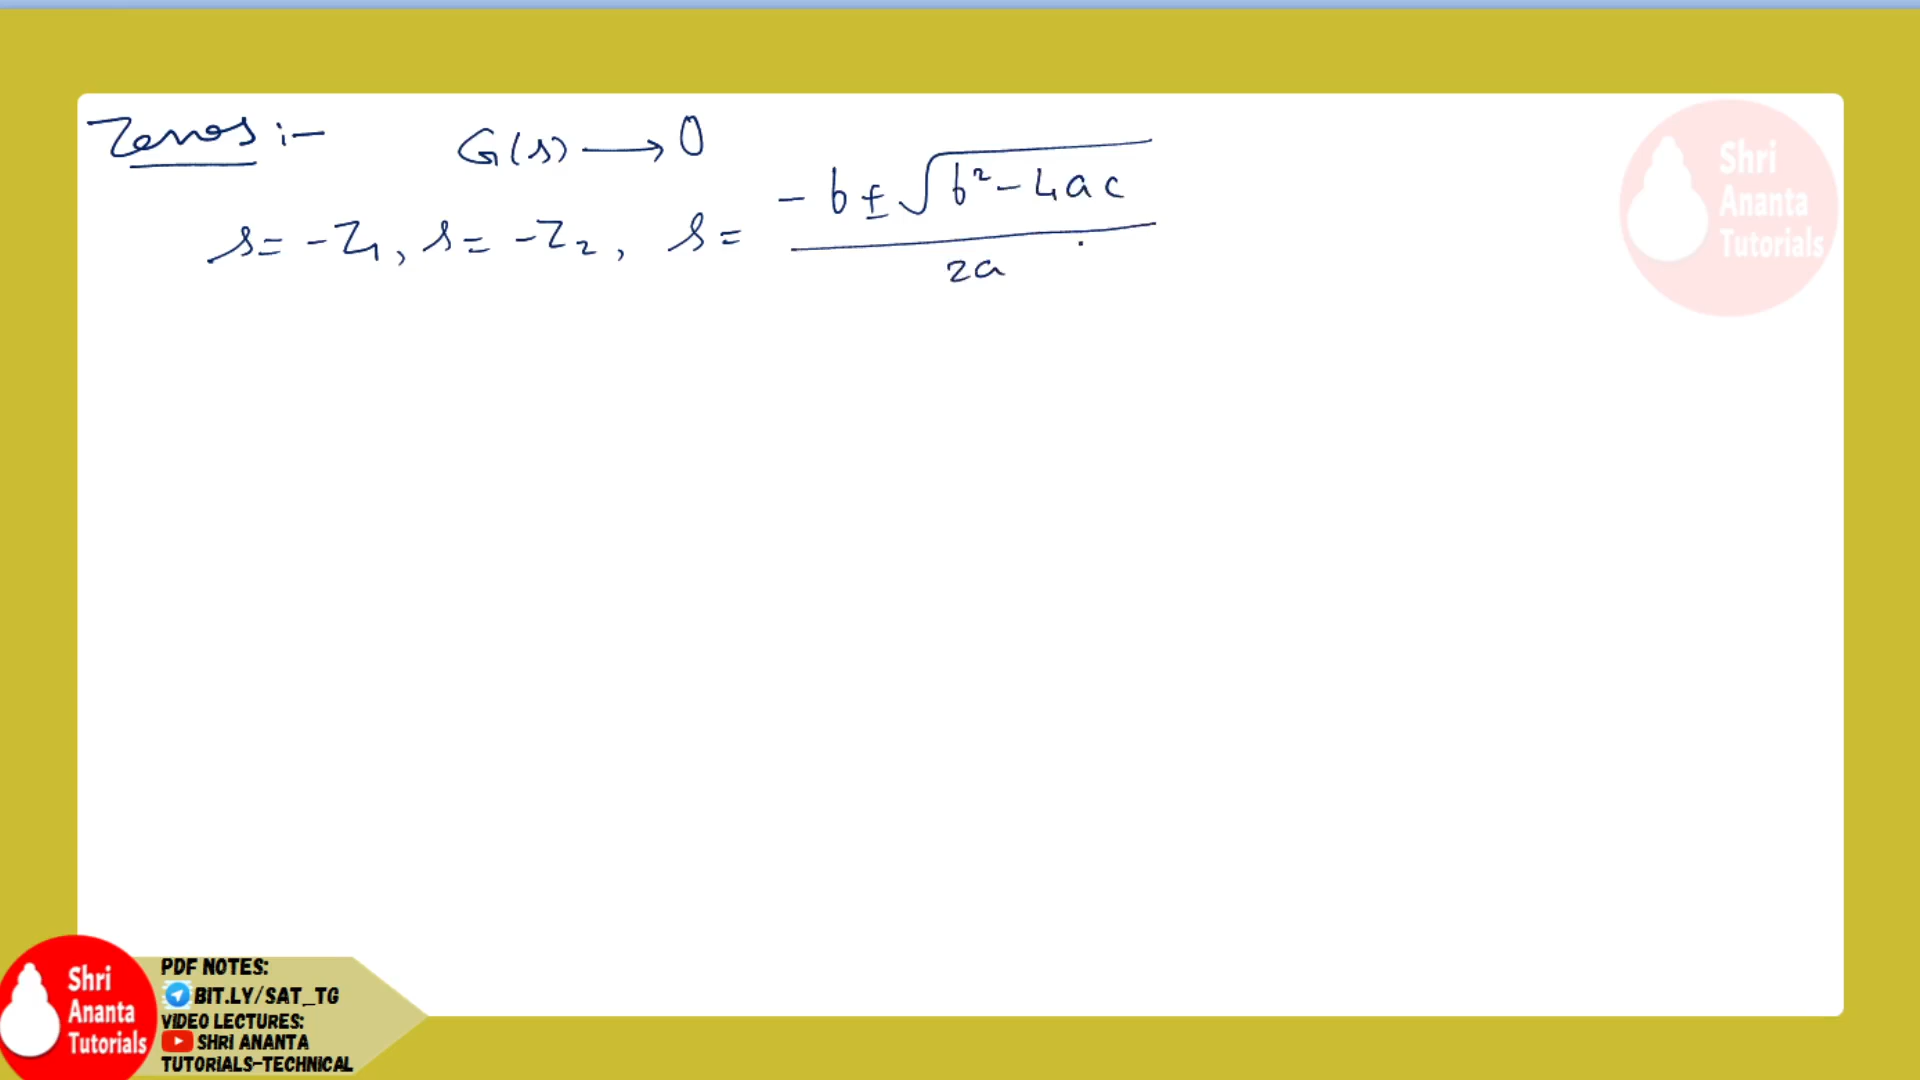 Zeros :-
G(s) → 0
s = -Z1, s = -Z2, s = -b ± √b² - 4ac / 2a
Shri
Ananta
Tutorials
Shri
Ananta
Tutorials
PDF NOTES:
BIT.LY/SAT_TG
VIDEO LECTURES:
SHRI ANANTA
TUTORIALS-TECHNICAL